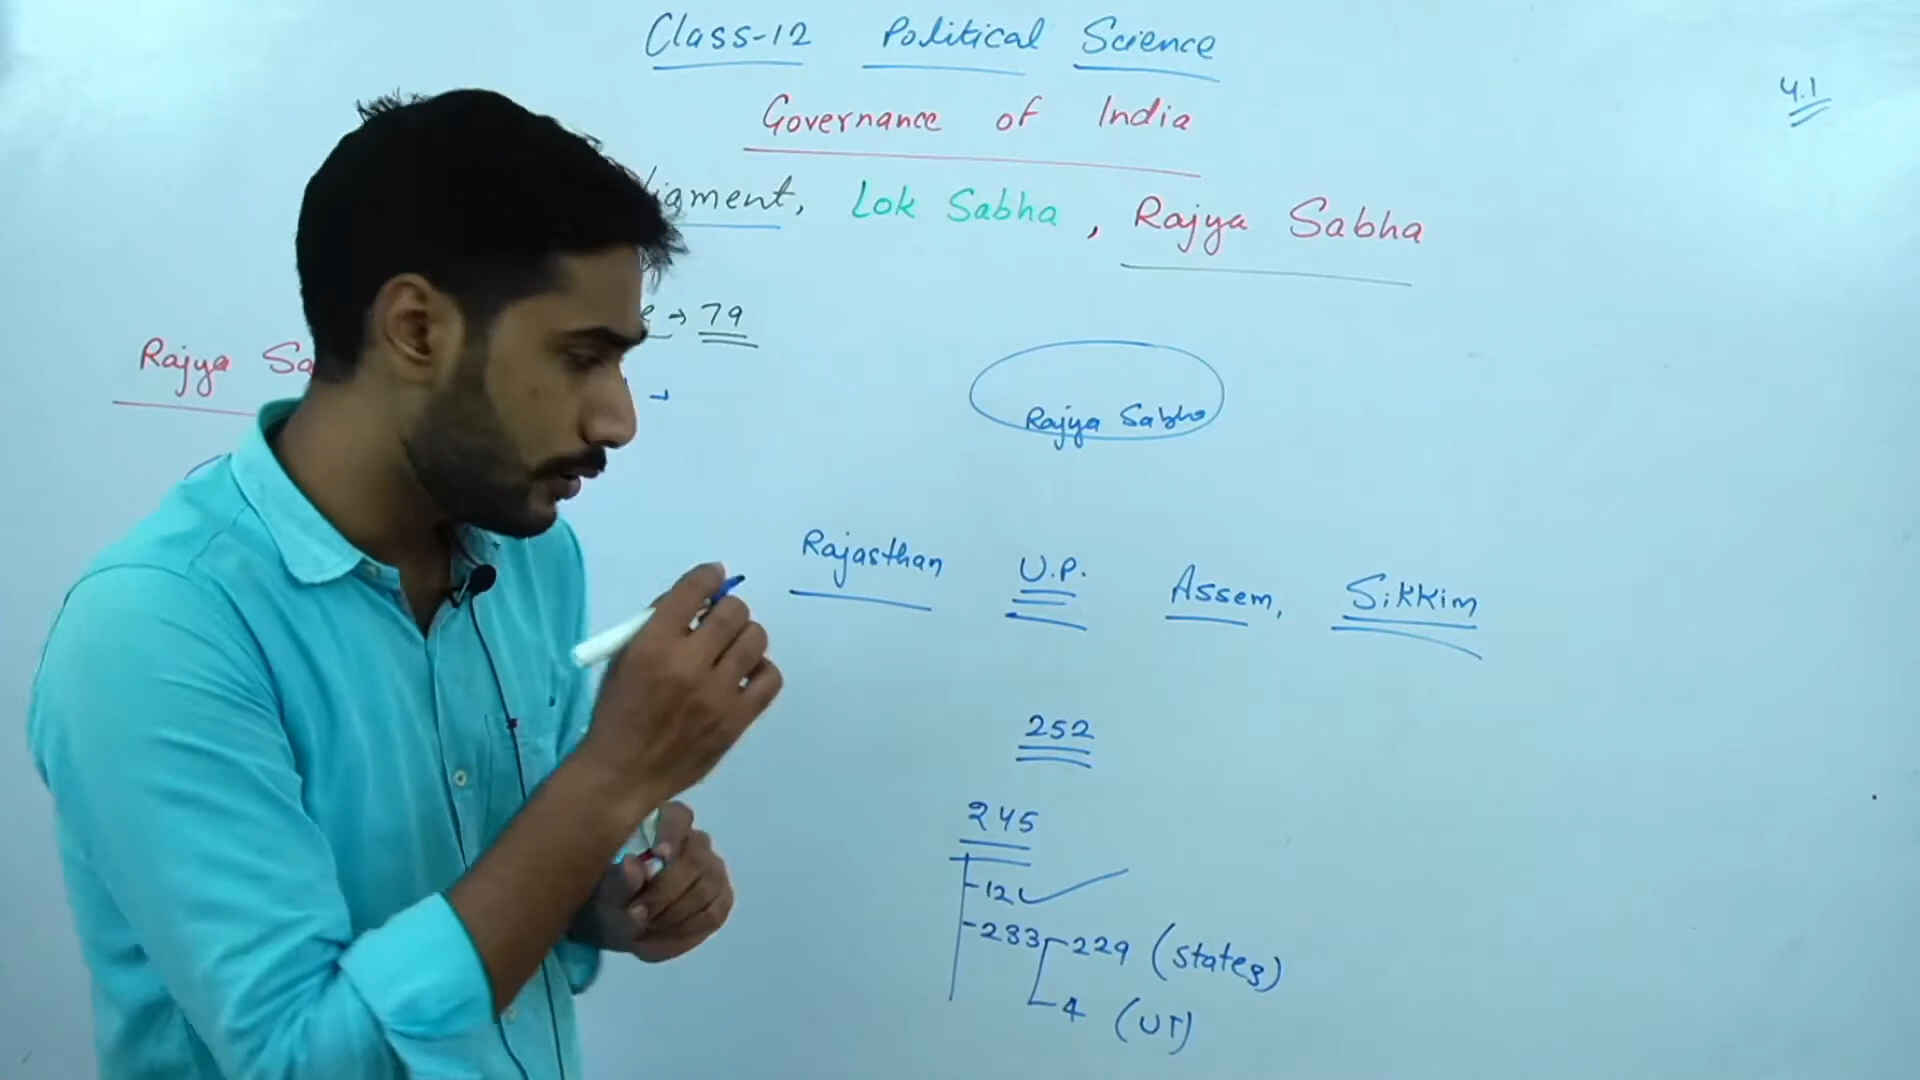 Class-12 Political Science
4.1
Governance of India
liament, Lok Sabha, Rajya Sabha
e → 79
Rajya Sa
→
Rajya Sabha
Rajasthan U.P. Assem, Sikkim
252
245
-12 ✓
-233 -229 (states)
-4 (UT)